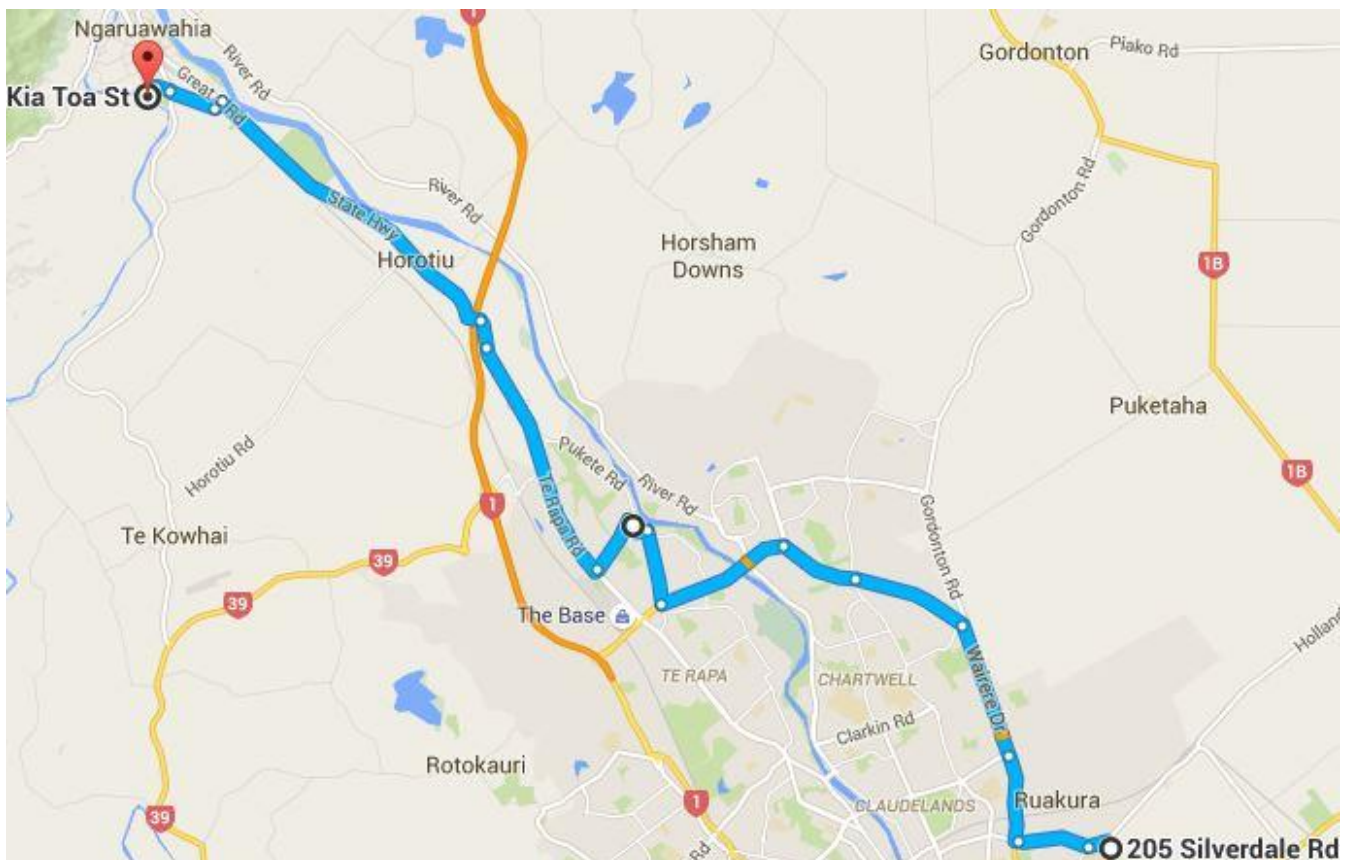 1
Ngaruawahia
Gordonton
Piako Rd
River Rd
Kia Toa St
Great S Rd
River Rd
Gordonton Rd
State Hwy
Horotiu
Horsham
Downs
1B
Puketaha
Horotiu Rd
Pukete Rd
River Rd
1B
1
Te Rapa Rd
Gordonton Rd
Te Kowhai
39
39
The Base
TE RAPA
CHARTWELL
Wairere Dr
Clarkin Rd
Rotokauri
39
1
CLAUDELANDS
Ruakura
205 Silverdale Rd